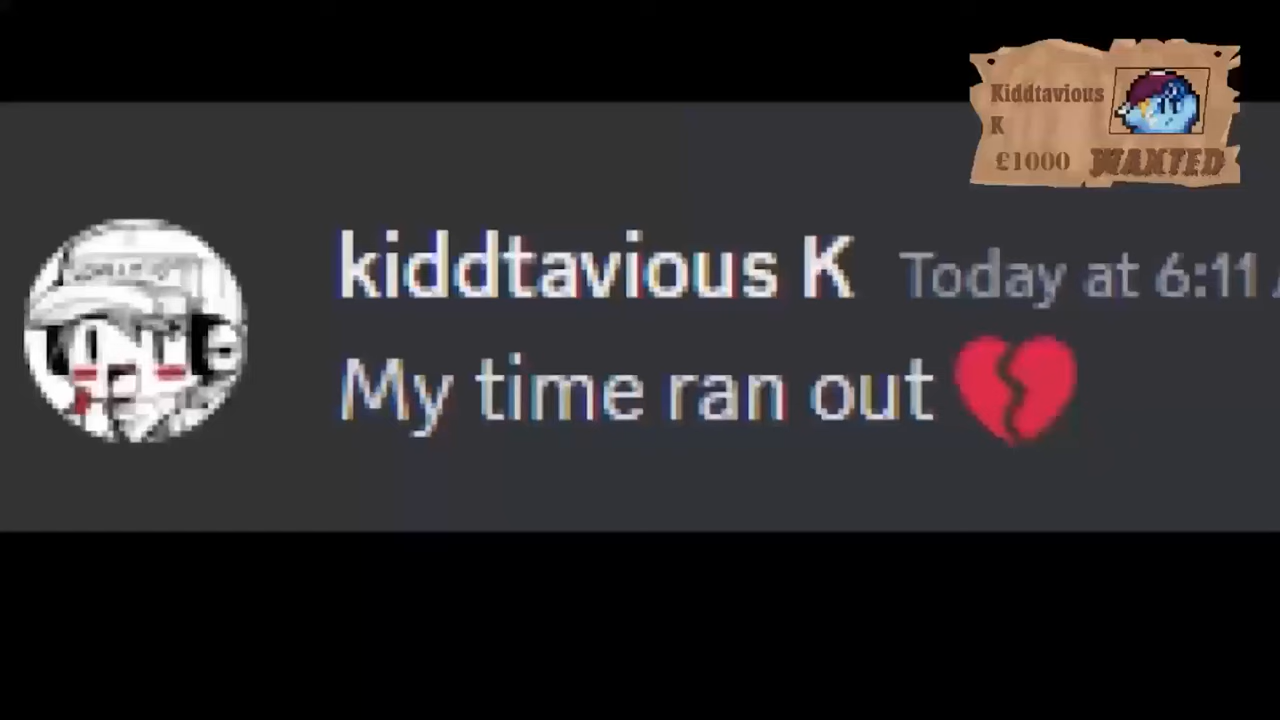 Kiddtavious
K
£1000 WANTED
kiddtavious K Today at 6:11
My time ran out 💔